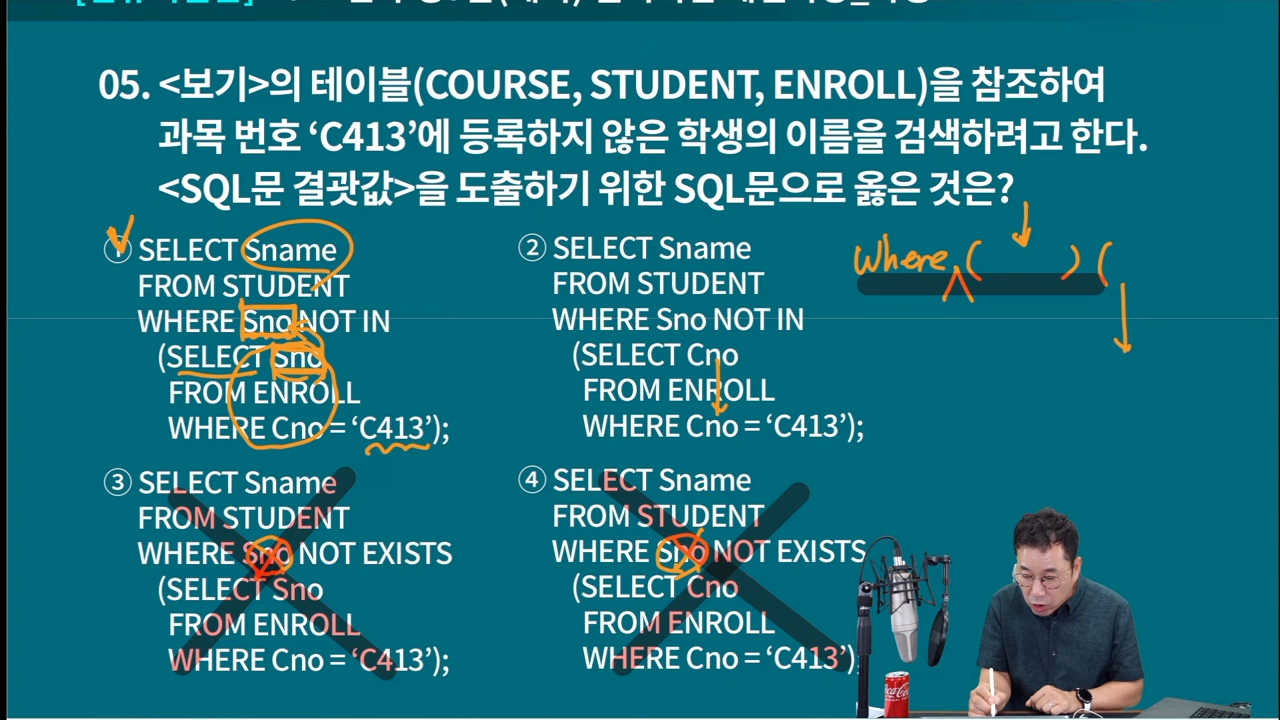 05. <보기>의 테이블(COURSE, STUDENT, ENROLL)을 참조하여
과목 번호 ‘C413’에 등록하지 않은 학생의 이름을 검색하려고 한다.
<SQL문 결괏값>을 도출하기 위한 SQL문으로 옳은 것은?
① SELECT Sname
FROM STUDENT
WHERE Sno NOT IN
(SELECT Sno
FROM ENROLL
WHERE Cno = ‘C413’);
② SELECT Sname
FROM STUDENT
WHERE Sno NOT IN
(SELECT Cno
FROM ENROLL
WHERE Cno = ‘C413’);
where ( ) (
③ SELECT Sname
FROM STUDENT
WHERE Sno NOT EXISTS
(SELECT Sno
FROM ENROLL
WHERE Cno = ‘C413’);
④ SELECT Sname
FROM STUDENT
WHERE Sno NOT EXISTS
(SELECT Cno
FROM ENROLL
WHERE Cno = ‘C413’);
Coca-Cola